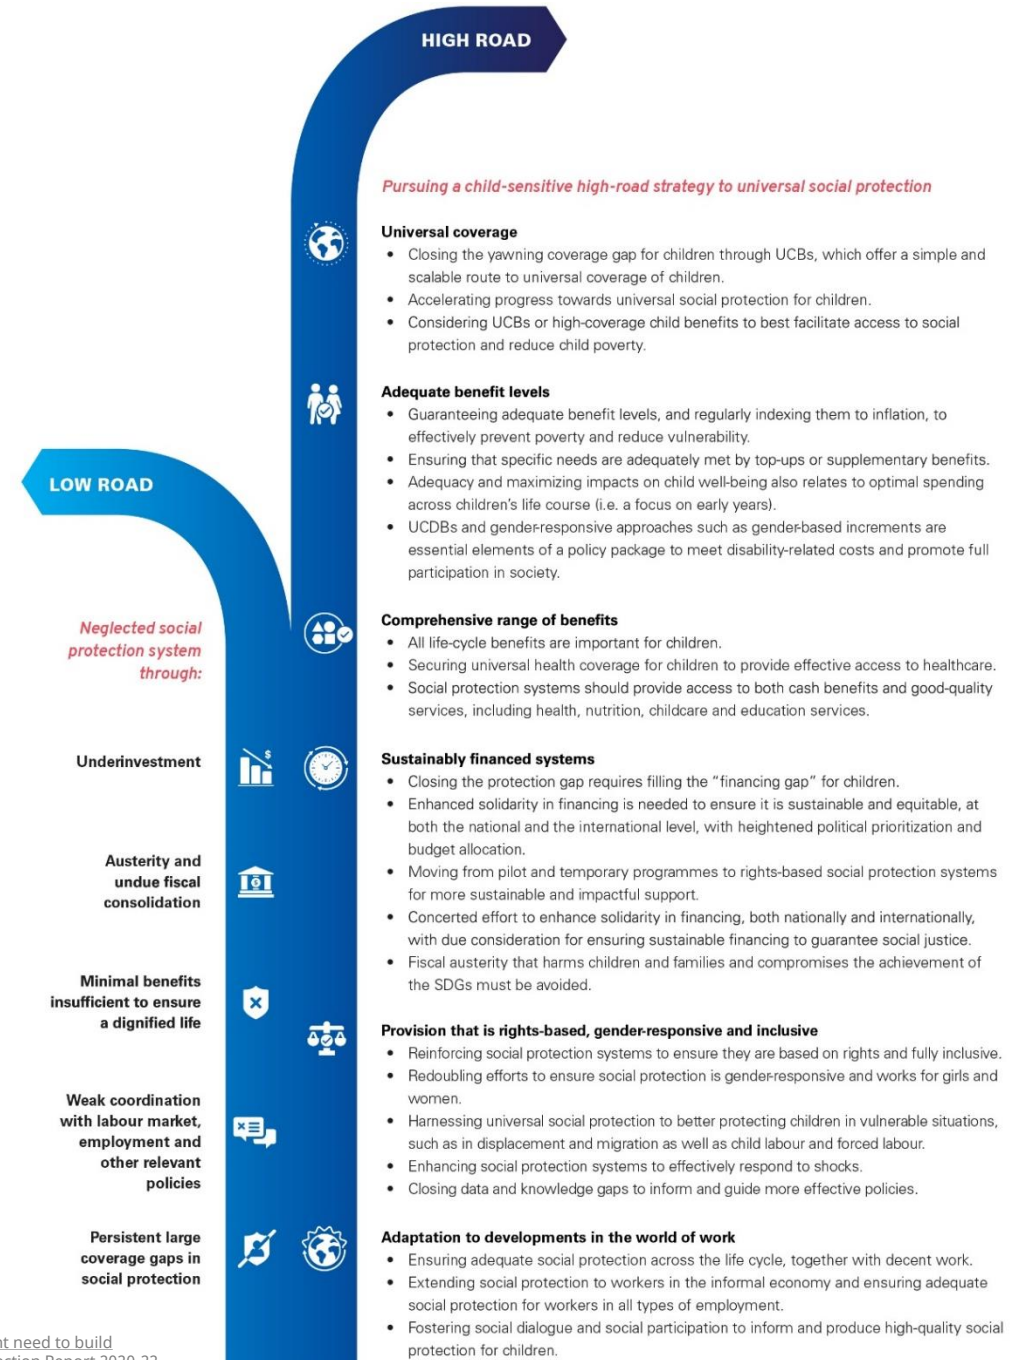 HIGH ROAD
Pursuing a child-sensitive high-road strategy to universal social protection
Universal coverage
• Closing the yawning coverage gap for children through UCBs, which offer a simple and
scalable route to universal coverage of children.
• Accelerating progress towards universal social protection for children.
• Considering UCBs or high-coverage child benefits to best facilitate access to social
protection and reduce child poverty.
Adequate benefit levels
• Guaranteeing adequate benefit levels, and regularly indexing them to inflation, to
effectively prevent poverty and reduce vulnerability.
• Ensuring that specific needs are adequately met by top-ups or supplementary benefits.
• Adequacy and maximizing impacts on child well-being also relates to optimal spending
across children's life course (i.e. a focus on early years).
• UCDBs and gender-responsive approaches such as gender-based increments are
essential elements of a policy package to meet disability-related costs and promote full
participation in society.
Comprehensive range of benefits
• All life-cycle benefits are important for children.
• Securing universal health coverage for children to provide effective access to healthcare.
• Social protection systems should provide access to both cash benefits and good-quality
services, including health, nutrition, childcare and education services.
Sustainably financed systems
• Closing the protection gap requires filling the "financing gap" for children.
• Enhanced solidarity in financing is needed to ensure it is sustainable and equitable, at
both the national and the international level, with heightened political prioritization and
budget allocation.
• Moving from pilot and temporary programmes to rights-based social protection systems
for more sustainable and impactful support.
• Concerted effort to enhance solidarity in financing, both nationally and internationally,
with due consideration for ensuring sustainable financing to guarantee social justice.
• Fiscal austerity that harms children and families and compromises the achievement of
the SDGs must be avoided.
Provision that is rights-based, gender-responsive and inclusive
• Reinforcing social protection systems to ensure they are based on rights and fully inclusive.
• Redoubling efforts to ensure social protection is gender-responsive and works for girls and
women.
• Harnessing universal social protection to better protecting children in vulnerable situations,
such as in displacement and migration as well as child labour and forced labour.
• Enhancing social protection systems to effectively respond to shocks.
• Closing data and knowledge gaps to inform and guide more effective policies.
Adaptation to developments in the world of work
• Ensuring adequate social protection across the life cycle, together with decent work.
• Extending social protection to workers in the informal economy and ensuring adequate
social protection for workers in all types of employment.
• Fostering social dialogue and social participation to inform and produce high-quality social
protection for children.
LOW ROAD
Neglected social
protection system
through:
Underinvestment
$
Austerity and
undue fiscal
consolidation
Minimal benefits
insufficient to ensure
a dignified life
Weak coordination
with labour market,
employment and
other relevant
policies
Persistent large
coverage gaps in
social protection
need to build
Report 2020-22